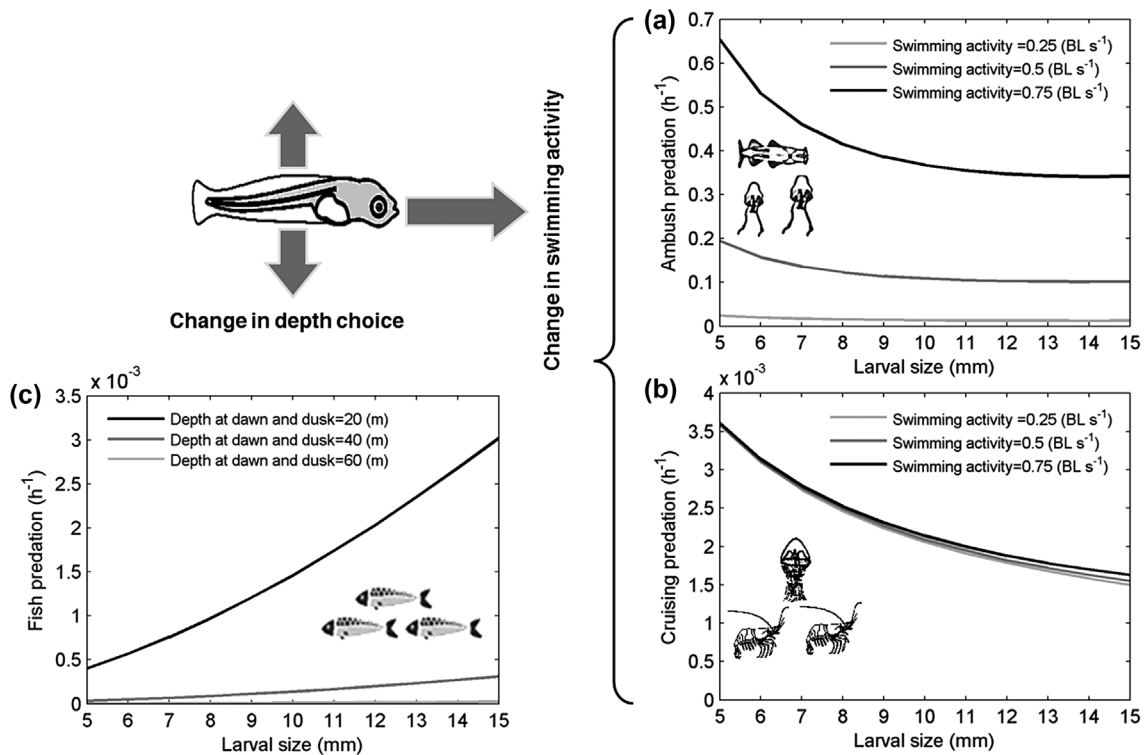 Change in depth choice
Change in swimming activity
(a)
0.7
0.6
0.5
0.4
0.3
0.2
0.1
0
Ambush predation (h⁻¹)
Swimming activity =0.25 (BL s⁻¹)
Swimming activity=0.5 (BL s⁻¹)
Swimming activity=0.75 (BL s⁻¹)
5 6 7 8 9 10 11 12 13 14 15
Larval size (mm)
(b)
x 10⁻³
4
3.5
3
2.5
2
1.5
1
0.5
0
Cruising predation (h⁻¹)
Swimming activity =0.25 (BL s⁻¹)
Swimming activity=0.5 (BL s⁻¹)
Swimming activity=0.75 (BL s⁻¹)
5 6 7 8 9 10 11 12 13 14 15
Larval size (mm)
(c)
x 10⁻³
3.5
3
2.5
2
1.5
1
0.5
0
Fish predation (h⁻¹)
Depth at dawn and dusk=20 (m)
Depth at dawn and dusk=40 (m)
Depth at dawn and dusk=60 (m)
5 6 7 8 9 10 11 12 13 14 15
Larval size (mm)